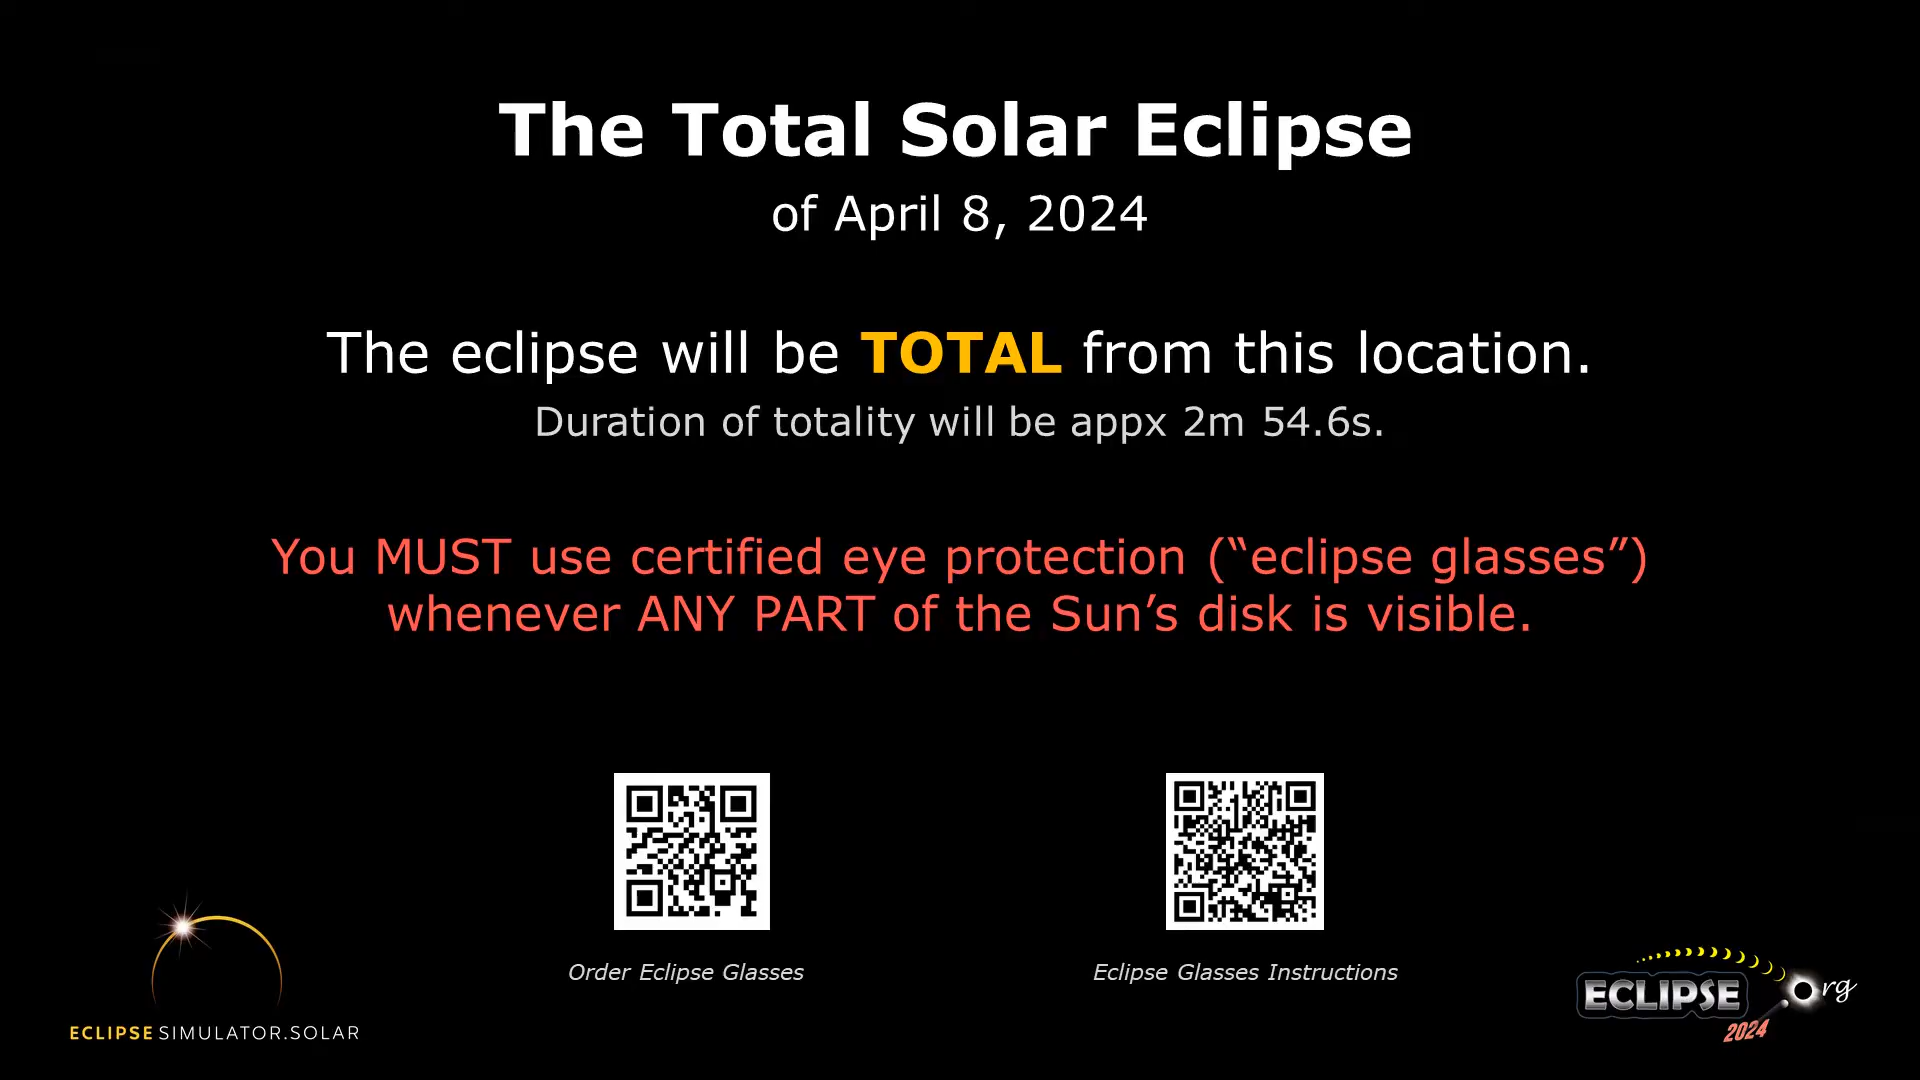 The Total Solar Eclipse
of April 8, 2024
The eclipse will be TOTAL from this location.
Duration of totality will be appx 2m 54.6s.
You MUST use certified eye protection (“eclipse glasses”)
whenever ANY PART of the Sun’s disk is visible.
Order Eclipse Glasses
Eclipse Glasses Instructions
ECLIPSESIMULATOR.SOLAR
ECLIPSE Org
2024